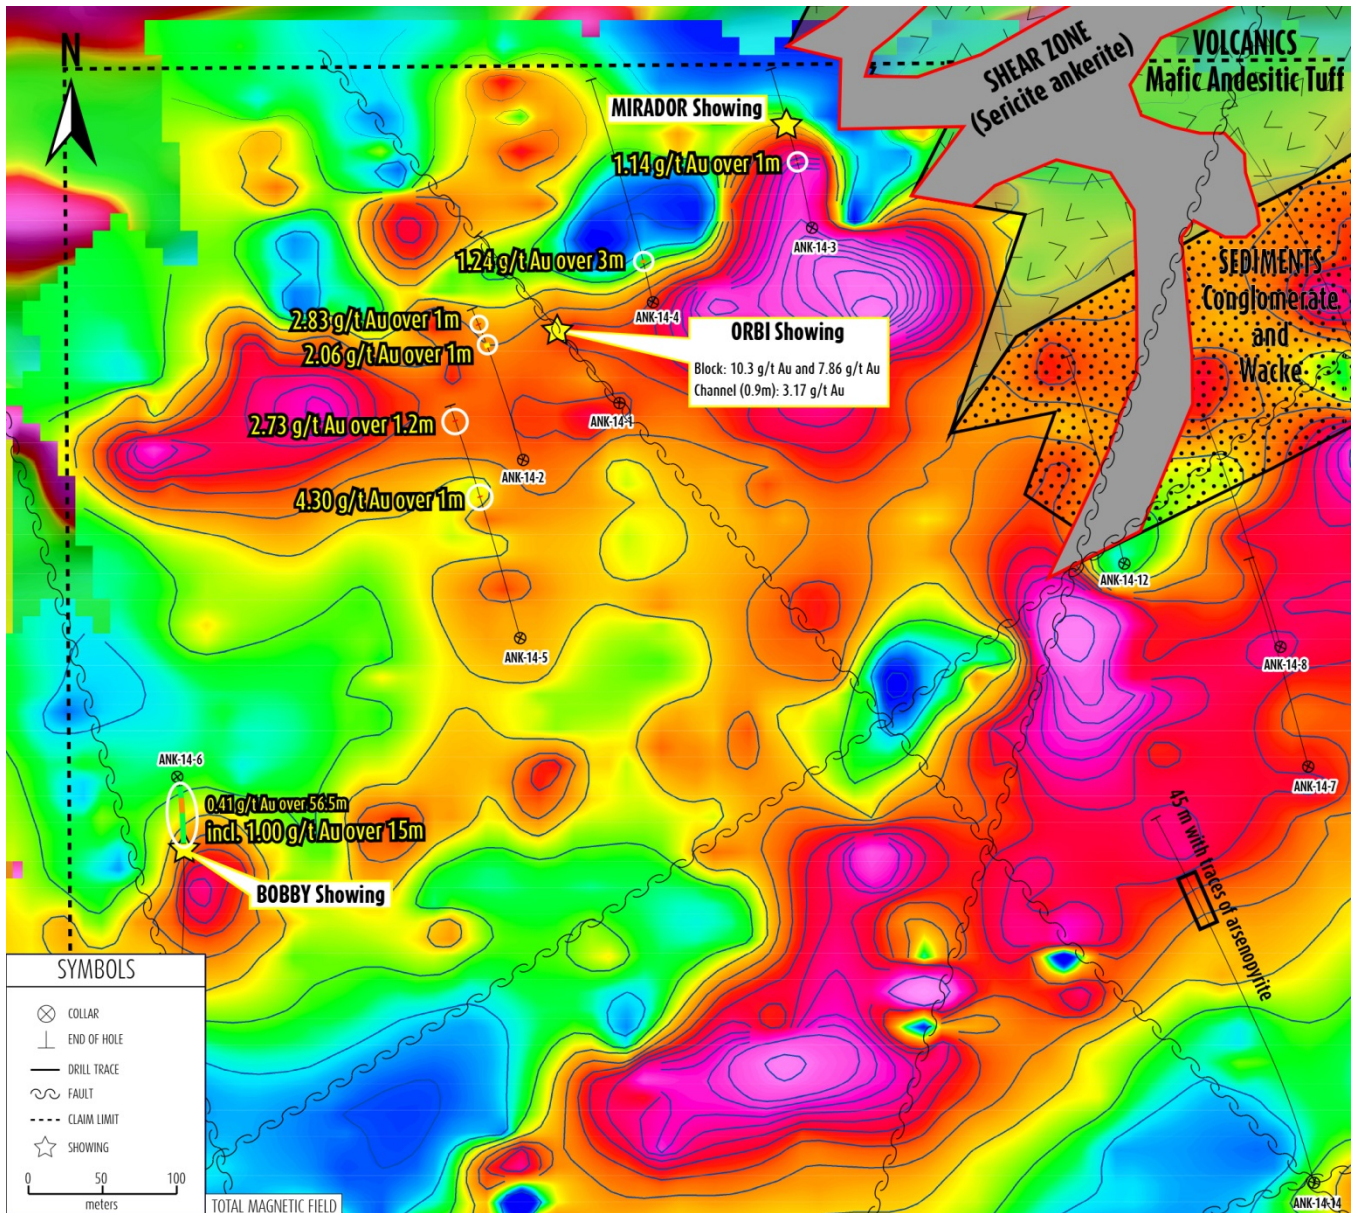 N
VOLCANICS
Mafic Andesitic Tuff
SHEAR ZONE
(Sericite ankerite)
MIRADOR Showing
1.14 g/t Au over 1m
ANK-14-3
1.24 g/t Au over 3m
ANK-14-4
SEDIMENTS
Conglomerate
and
Wacke
2.83 g/t Au over 1m
2.06 g/t Au over 1m
ORBI Showing
Block: 10.3 g/t Au and 7.86 g/t Au
Channel (0.9m): 3.17 g/t Au
ANK-14-1
2.73 g/t Au over 1.2m
ANK-14-2
4.30 g/t Au over 1m
ANK-14-12
ANK-14-5
ANK-14-8
ANK-14-6
ANK-14-7
0.41 g/t Au over 56.5m
incl. 1.00 g/t Au over 15m
BOBBY Showing
45 m with traces of arsenopyrite
SYMBOLS
COLLAR
END OF HOLE
DRILL TRACE
FAULT
CLAIM LIMIT
SHOWING
0 50 100
meters
TOTAL MAGNETIC FIELD
ANK-14-14